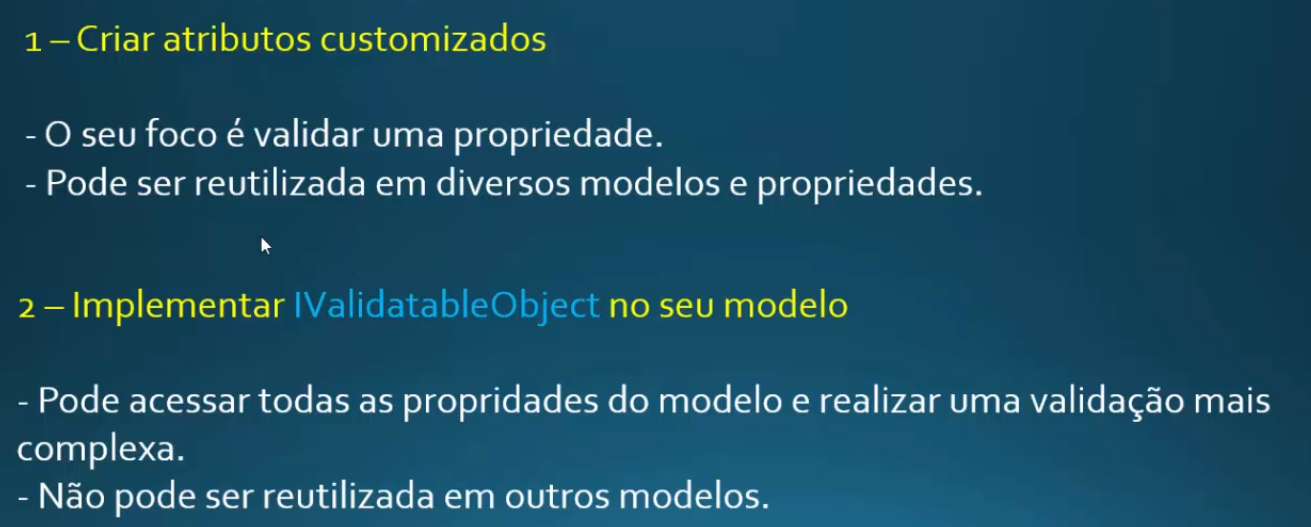 1 – Criar atributos customizados
- O seu foco é validar uma propriedade.
- Pode ser reutilizada em diversos modelos e propriedades.
2 – Implementar IValidatableObject no seu modelo
- Pode acessar todas as propridades do modelo e realizar uma validação mais
complexa.
- Não pode ser reutilizada em outros modelos.